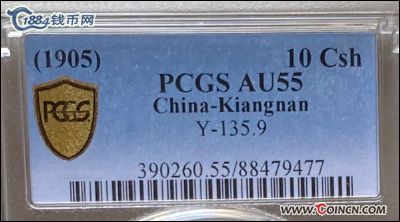 1884钱币网
(1905) 10 Csh
PCGS AU55
China-Kiangnan
PCGS
Y-135.9
390260.55/88479477
www.COINCN.com